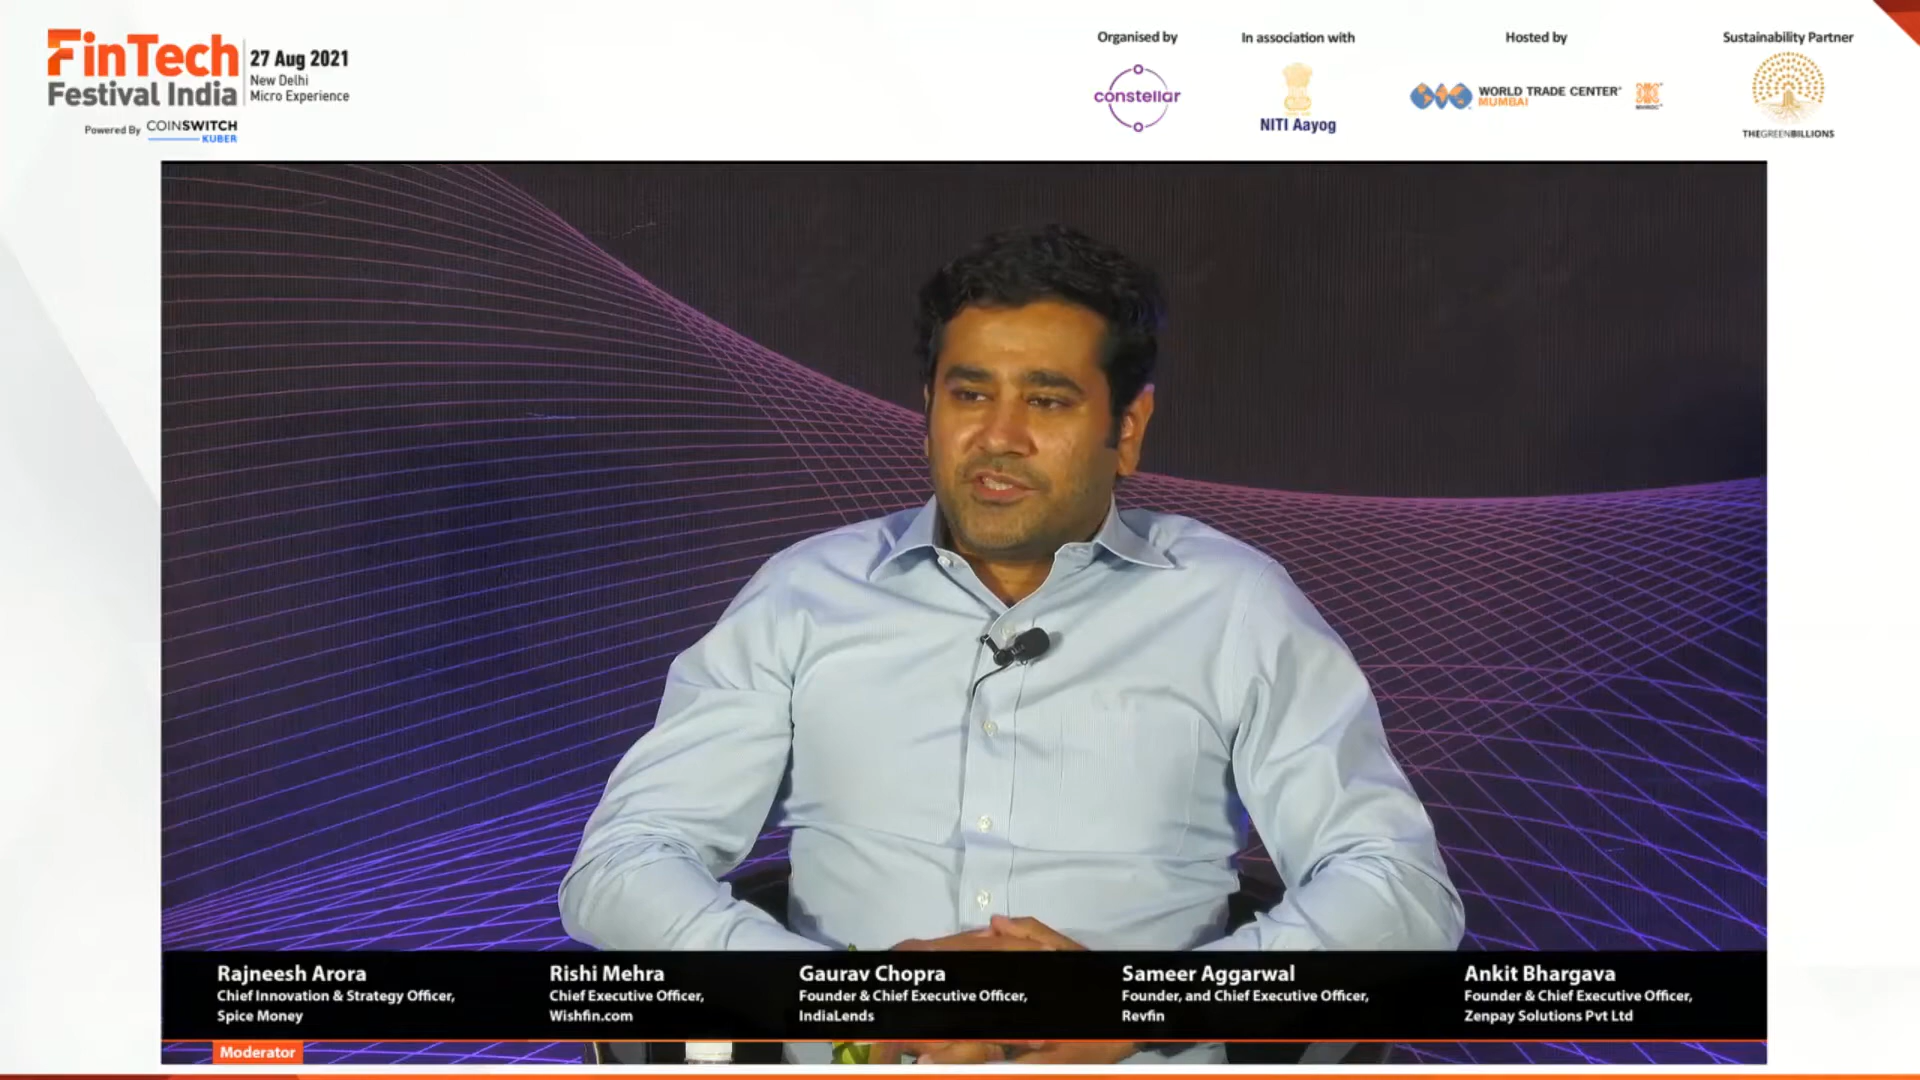 FinTech
Festival India
27 Aug 2021
New Delhi
Micro Experience
Powered By COINSWITCH
KUBER
Organised by
constellar
In association with
NITI Aayog
Hosted by
WORLD TRADE CENTER
MUMBAI
Sustainability Partner
THEGREENBILLIONS
Rajneesh Arora
Chief Innovation & Strategy Officer,
Spice Money
Moderator
Rishi Mehra
Chief Executive Officer,
Wishfin.com
Gaurav Chopra
Founder & Chief Executive Officer,
IndiaLends
Sameer Aggarwal
Founder, and Chief Executive Officer,
Revfin
Ankit Bhargava
Founder & Chief Executive Officer,
Zenpay Solutions Pvt Ltd